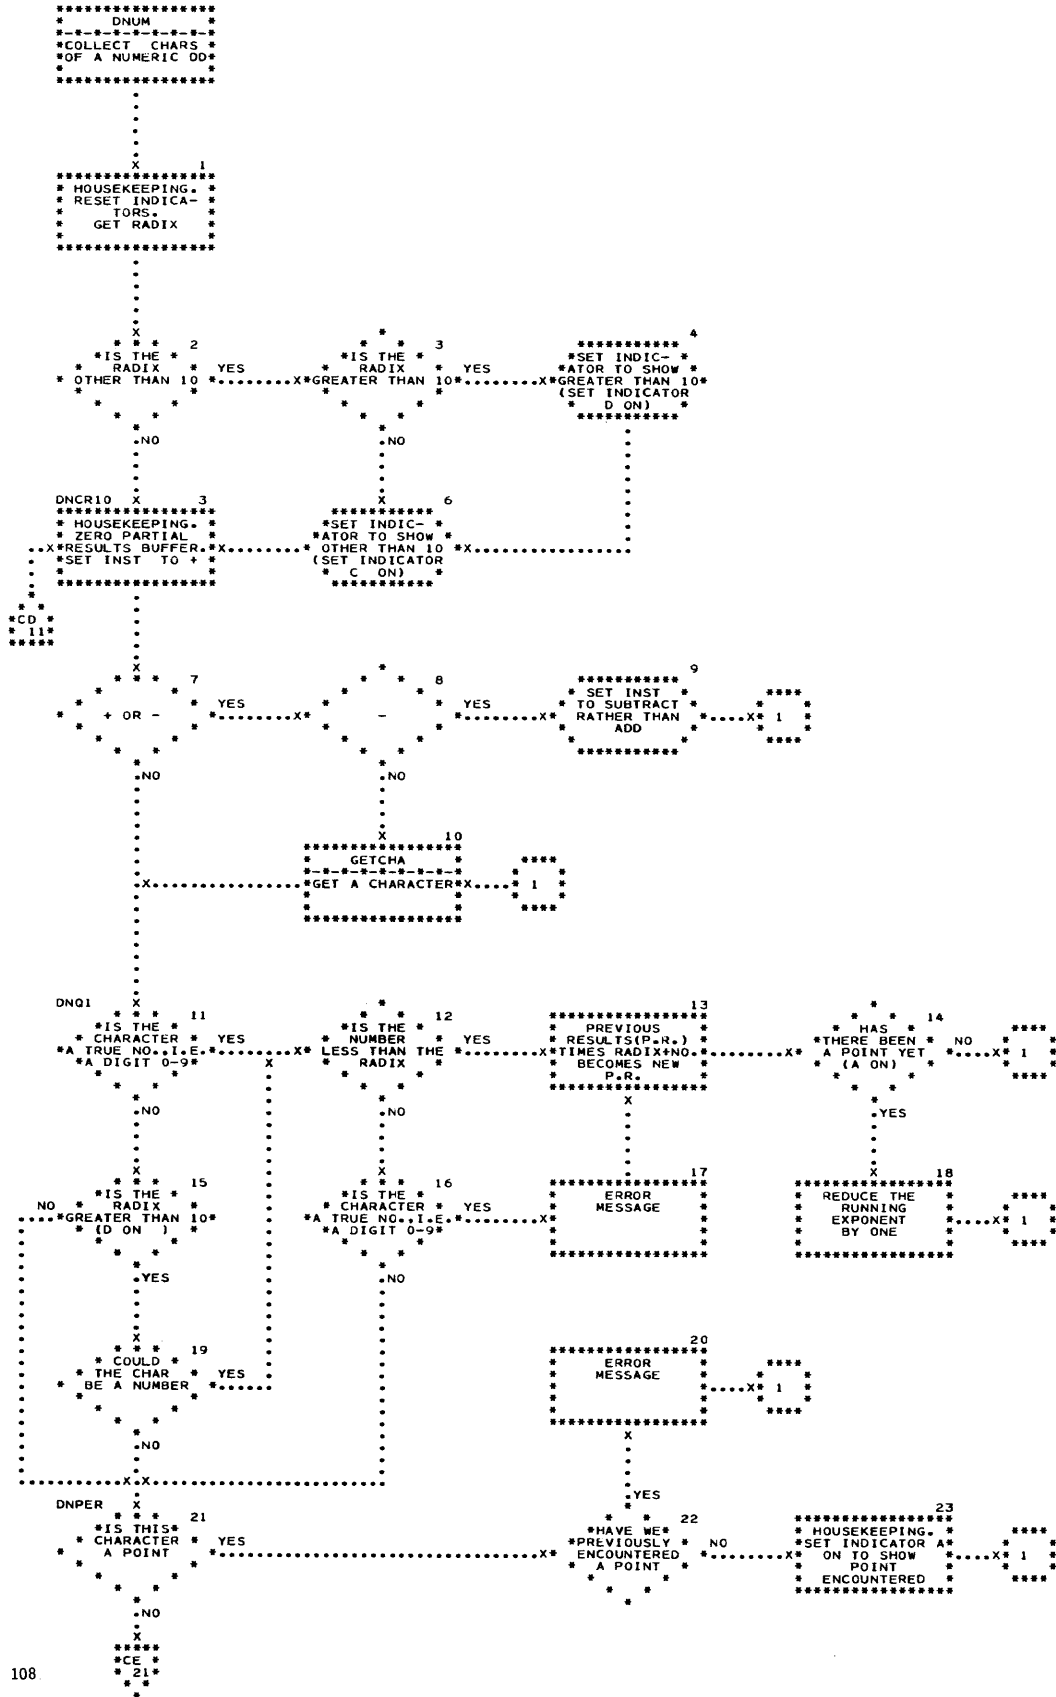 DNUM
COLLECT CHARS
OF A NUMERIC DD
1
HOUSEKEEPING.
RESET INDICA-
TORS.
GET RADIX
2
IS THE
RADIX
OTHER THAN 10
YES
NO
3
IS THE
RADIX
GREATER THAN 10
YES
NO
4
SET INDIC-
ATOR TO SHOW
GREATER THAN 10
(SET INDICATOR
D ON)
DNCR10
3
HOUSEKEEPING.
ZERO PARTIAL
RESULTS BUFFER.
SET INST TO +
6
SET INDIC-
ATOR TO SHOW
OTHER THAN 10
(SET INDICATOR
C ON)
CD
11
7
+ OR -
YES
NO
8
-
YES
NO
9
SET INST
TO SUBTRACT
RATHER THAN
ADD
1
10
GETCHA
GET A CHARACTER
1
DNQ1
11
IS THE
CHARACTER
A TRUE NO..I.E.
A DIGIT 0-9
YES
NO
12
IS THE
NUMBER
LESS THAN THE
RADIX
YES
NO
13
PREVIOUS
RESULTS(P.R.)
TIMES RADIX+NO.
BECOMES NEW
P.R.
14
HAS
THERE BEEN
A POINT YET
(A ON)
NO
1
YES
15
IS THE
RADIX
GREATER THAN 10
(D ON )
NO
YES
16
IS THE
CHARACTER
A TRUE NO..I.E.
A DIGIT 0-9
YES
NO
17
ERROR
MESSAGE
18
REDUCE THE
RUNNING
EXPONENT
BY ONE
1
19
COULD
THE CHAR
BE A NUMBER
YES
NO
20
ERROR
MESSAGE
1
DNPER
21
IS THIS
CHARACTER
A POINT
YES
NO
22
HAVE WE
PREVIOUSLY
ENCOUNTERED
A POINT
YES
NO
23
HOUSEKEEPING.
SET INDICATOR A
ON TO SHOW
POINT
ENCOUNTERED
1
CE
21
108